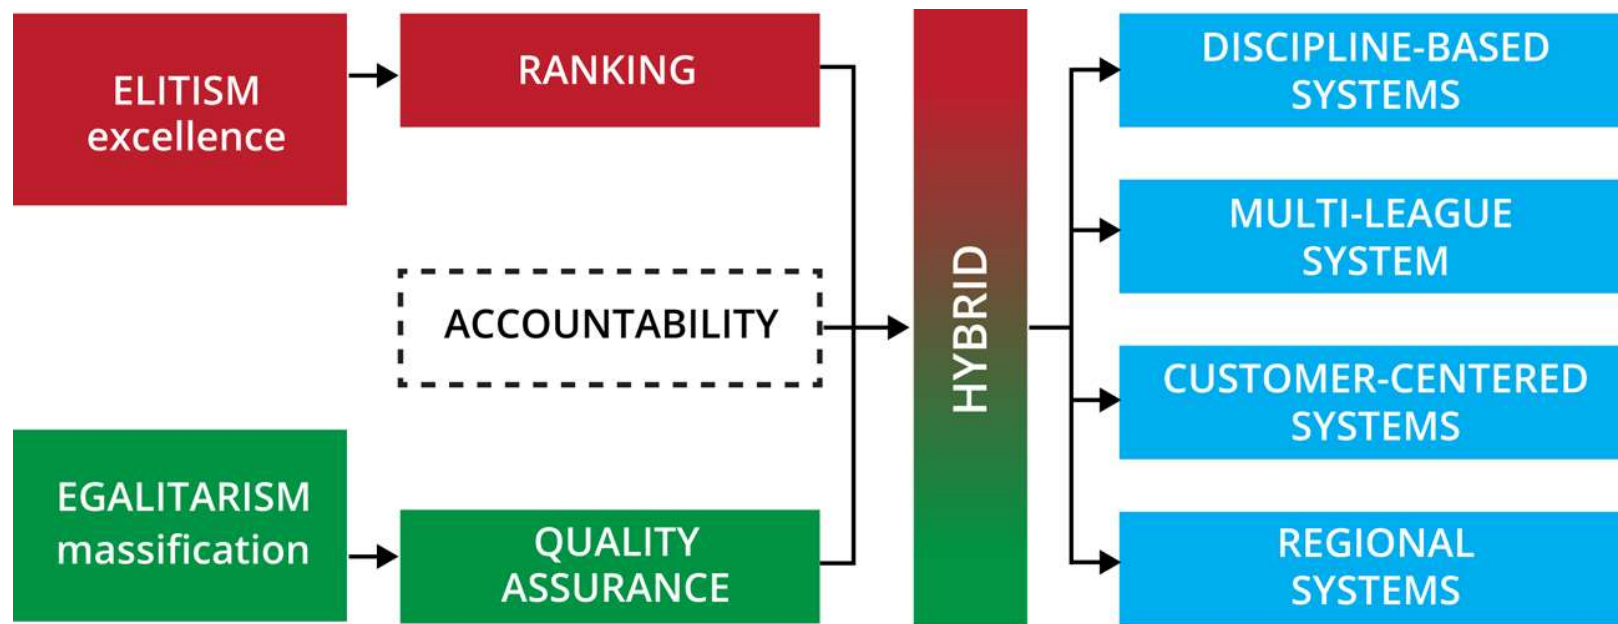 ELITISM
excellence
RANKING
ACCOUNTABILITY
EGALITARISM
massification
QUALITY
ASSURANCE
HYBRID
DISCIPLINE-BASED
SYSTEMS
MULTI-LEAGUE
SYSTEM
CUSTOMER-CENTERED
SYSTEMS
REGIONAL
SYSTEMS